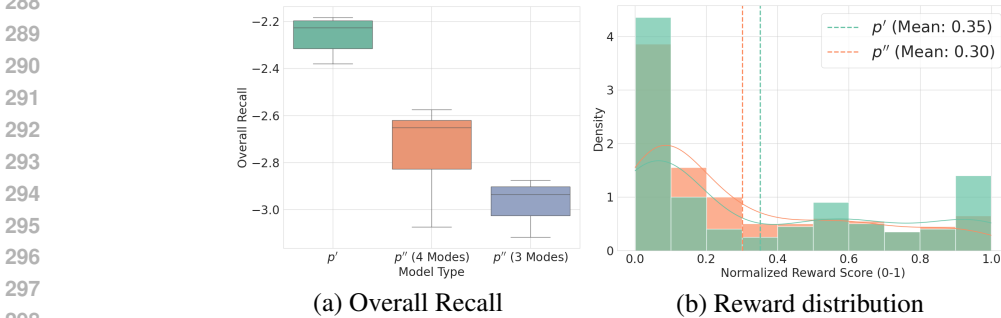 288
289
290
291
292
293
294
295
296
297
298
Overall Recall
−2.2
−2.4
−2.6
−2.8
−3.0
p′
p″ (4 Modes)
p″ (3 Modes)
Model Type
(a) Overall Recall
Density
4
3
2
1
0
p′ (Mean: 0.35)
p″ (Mean: 0.30)
0.0
0.2
0.4
0.6
0.8
1.0
Normalized Reward Score (0-1)
(b) Reward distribution